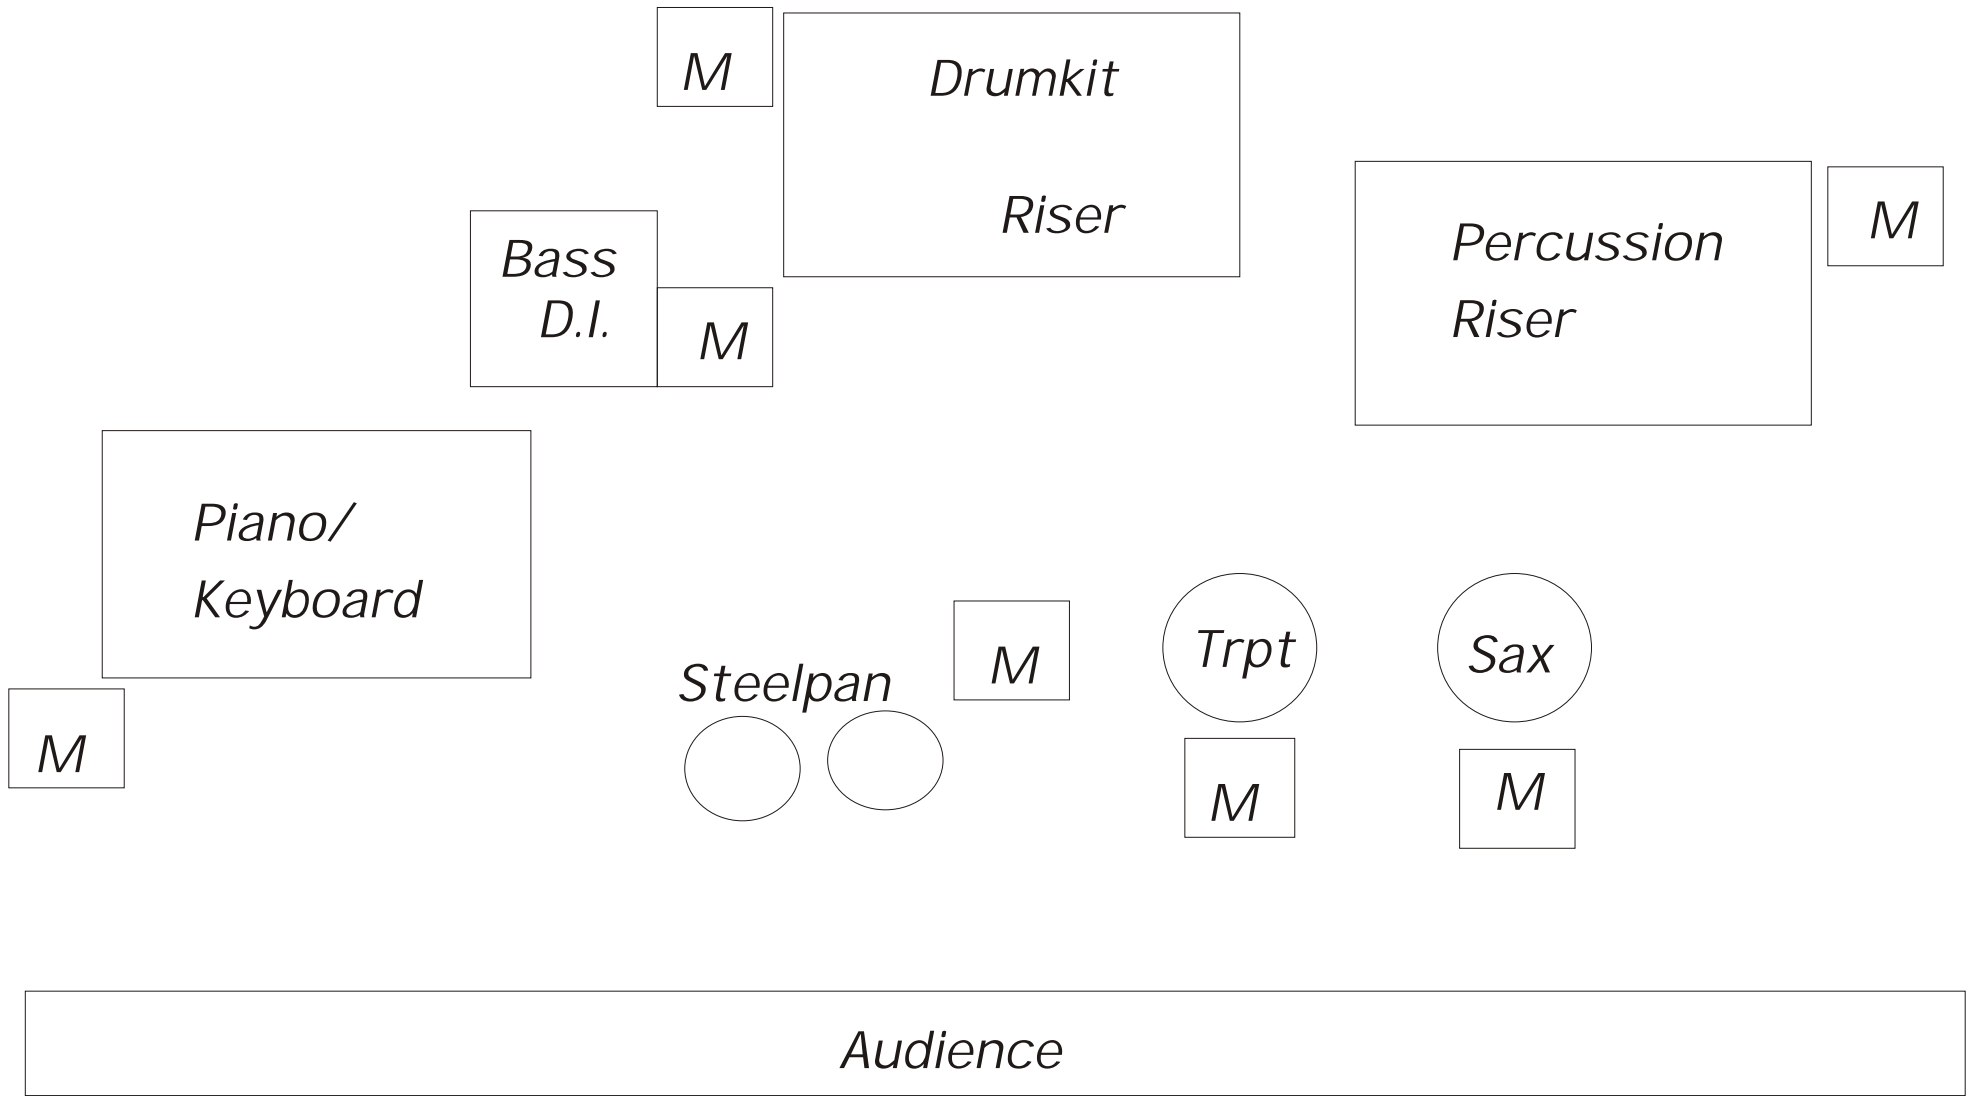 M
Drumkit
Riser
Percussion
Riser
M
Bass
D.I.
M
Piano/
Keyboard
M
Steelpan
M
Trpt
M
Sax
M
Audience